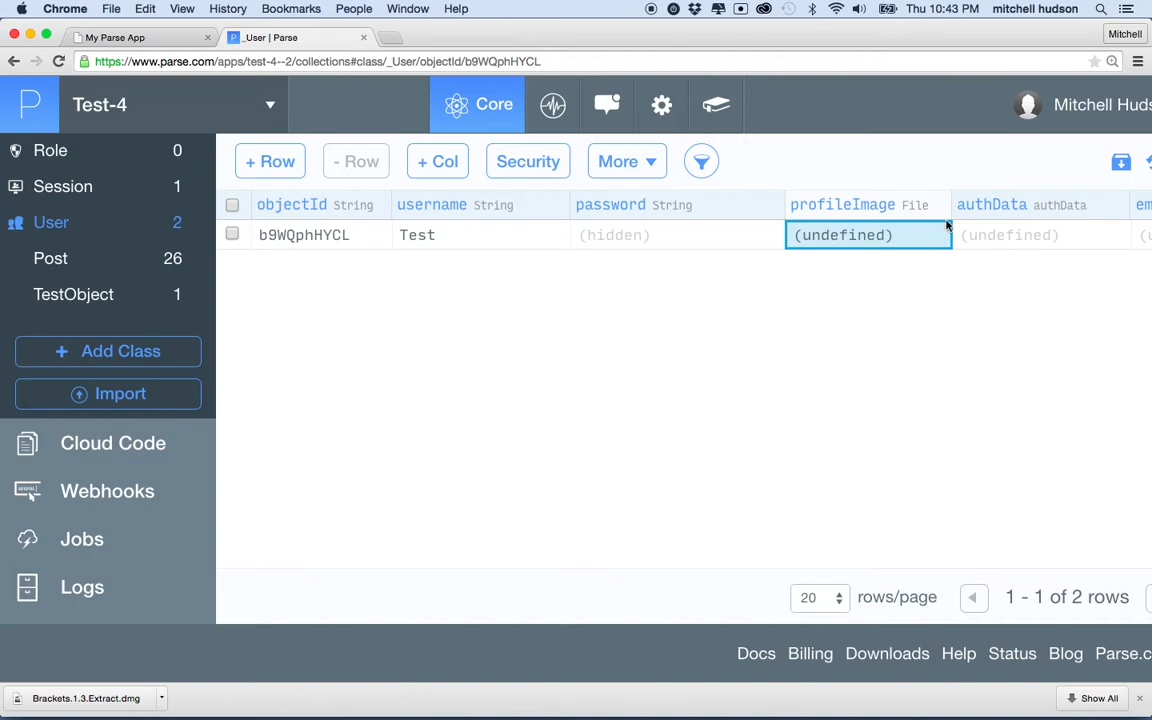 Chrome File Edit View History Bookmarks People Window Help Thu 10:43 PM mitchell hudson
My Parse App × _User | Parse × Mitchell
https://www.parse.com/apps/test-4--2/collections#class/_User/objectId/b9WQphHYCL
P Test-4 Core Mitchell Huds
Role 0
Session 1
User 2
Post 26
TestObject 1
+ Add Class
Import
Cloud Code
Webhooks
Jobs
Logs
+ Row - Row + Col Security More
objectId String username String password String profileImage File authData authData em
b9WQphHYCL Test (hidden) (undefined) (undefined) (u
20 rows/page 1 - 1 of 2 rows
Docs Billing Downloads Help Status Blog Parse.c
Brackets.1.3.Extract.dmg Show All ×